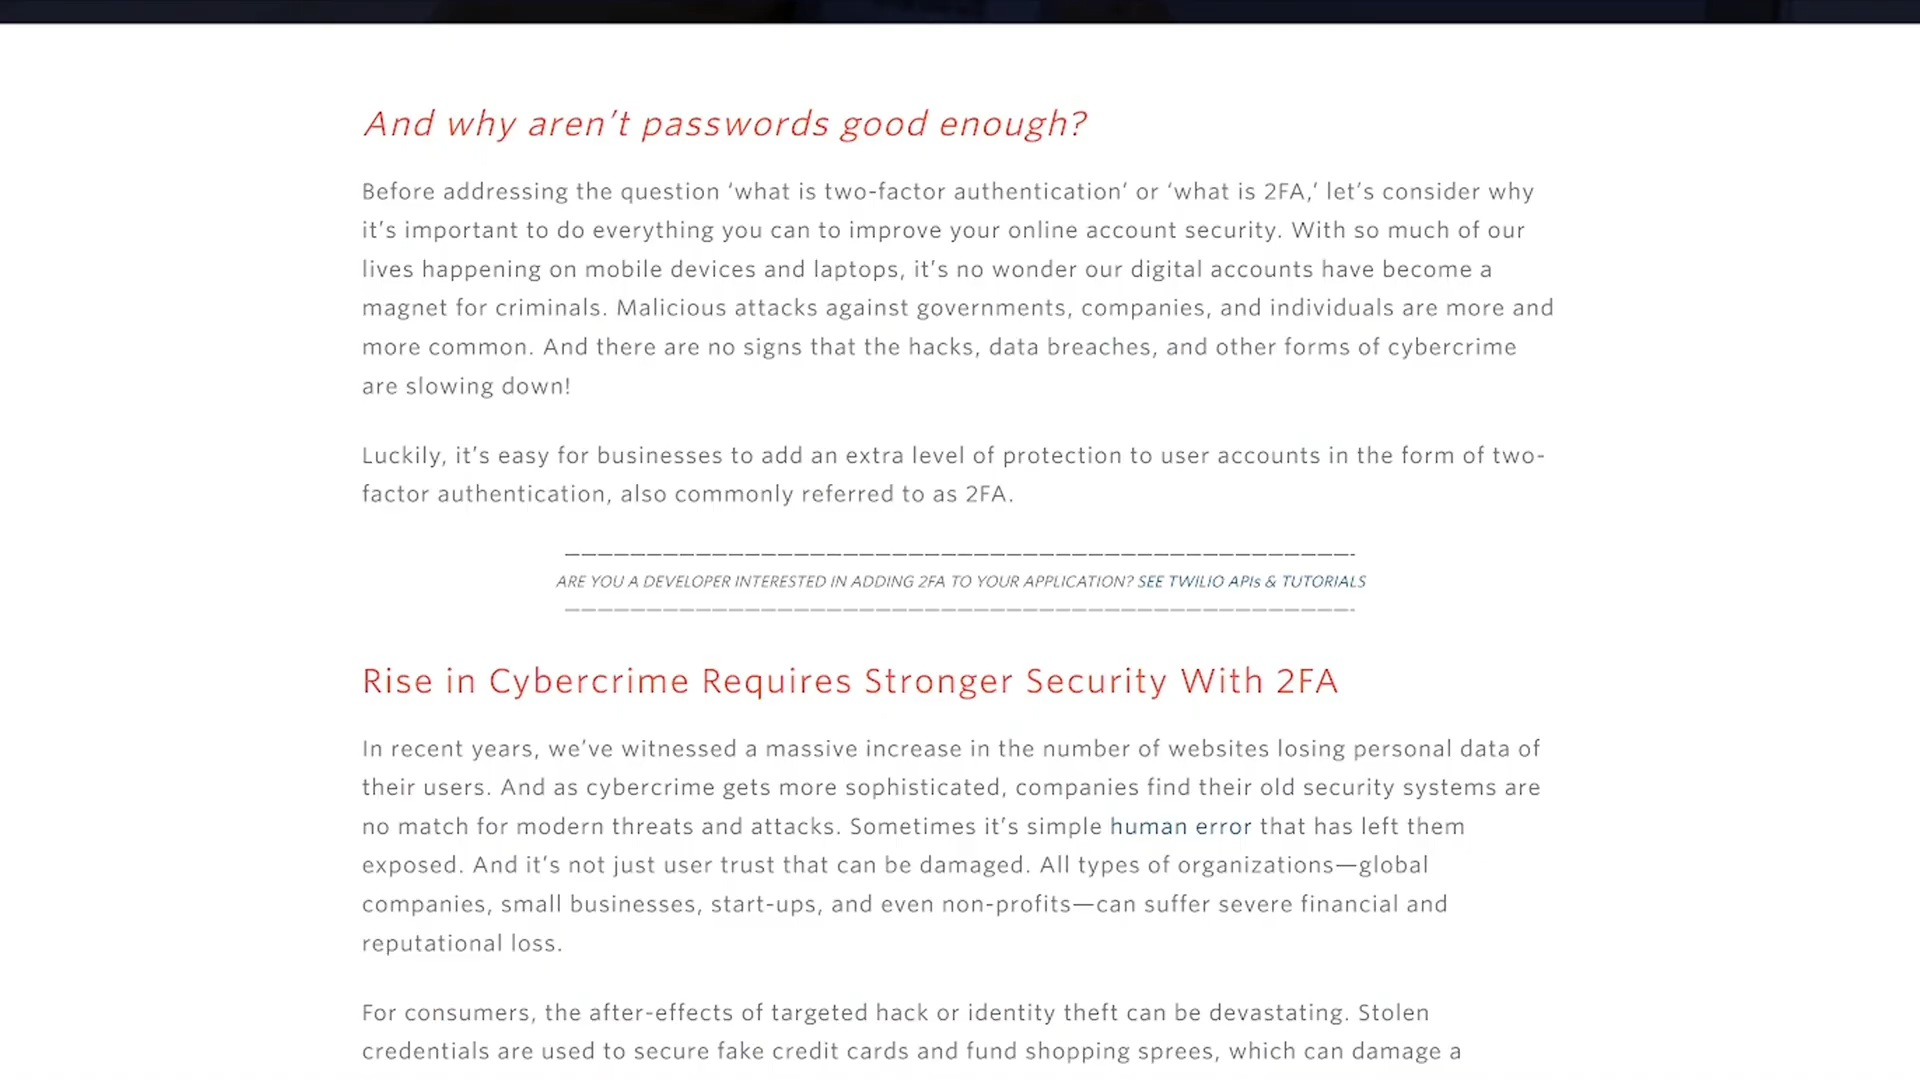 And why aren’t passwords good enough?
Before addressing the question ‘what is two-factor authentication’ or ‘what is 2FA,’ let’s consider why
it’s important to do everything you can to improve your online account security. With so much of our
lives happening on mobile devices and laptops, it’s no wonder our digital accounts have become a
magnet for criminals. Malicious attacks against governments, companies, and individuals are more and
more common. And there are no signs that the hacks, data breaches, and other forms of cybercrime
are slowing down!
Luckily, it’s easy for businesses to add an extra level of protection to user accounts in the form of two-
factor authentication, also commonly referred to as 2FA.
ARE YOU A DEVELOPER INTERESTED IN ADDING 2FA TO YOUR APPLICATION? SEE TWILIO APIs & TUTORIALS
Rise in Cybercrime Requires Stronger Security With 2FA
In recent years, we’ve witnessed a massive increase in the number of websites losing personal data of
their users. And as cybercrime gets more sophisticated, companies find their old security systems are
no match for modern threats and attacks. Sometimes it’s simple human error that has left them
exposed. And it’s not just user trust that can be damaged. All types of organizations—global
companies, small businesses, start-ups, and even non-profits—can suffer severe financial and
reputational loss.
For consumers, the after-effects of targeted hack or identity theft can be devastating. Stolen
credentials are used to secure fake credit cards and fund shopping sprees, which can damage a